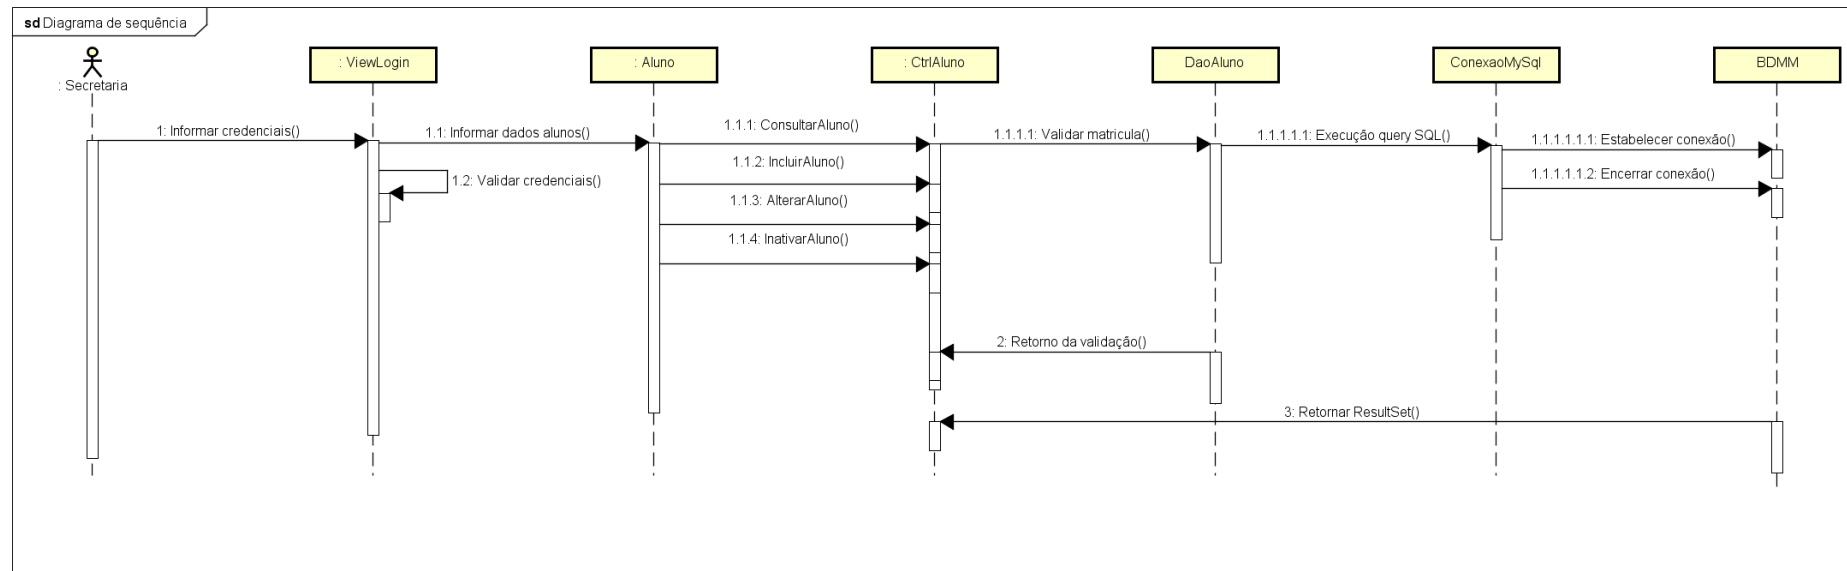 sd Diagrama de sequência
: Secretaria
: ViewLogin
: Aluno
: CtrlAluno
DaoAluno
ConexaoMySql
BDMM
1: Informar credenciais()
1.1: Informar dados alunos()
1.2: Validar credenciais()
1.1.1: ConsultarAluno()
1.1.2: IncluirAluno()
1.1.3: AlterarAluno()
1.1.4: InativarAluno()
1.1.1.1: Validar matricula()
1.1.1.1.1: Execução query SQL()
1.1.1.1.1.1: Estabelecer conexão()
1.1.1.1.1.2: Encerrar conexão()
2: Retorno da validação()
3: Retornar ResultSet()